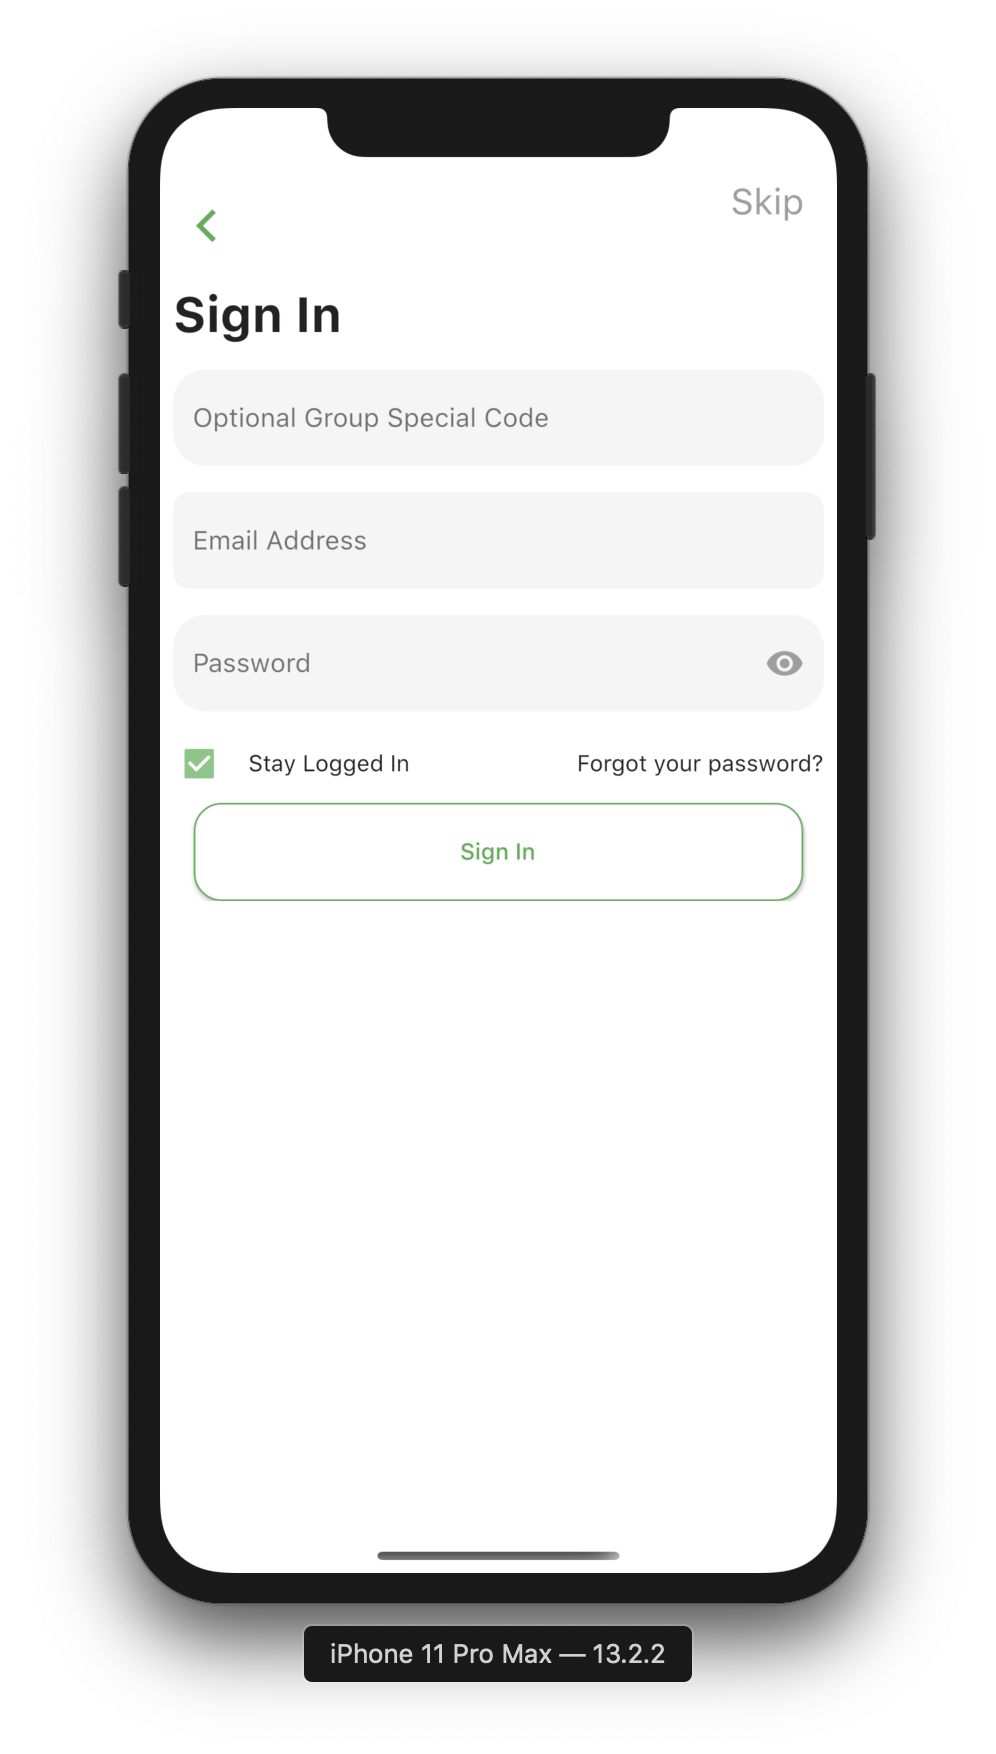 Skip
Sign In
Optional Group Special Code
Email Address
Password
Stay Logged In Forgot your password?
Sign In
iPhone 11 Pro Max — 13.2.2